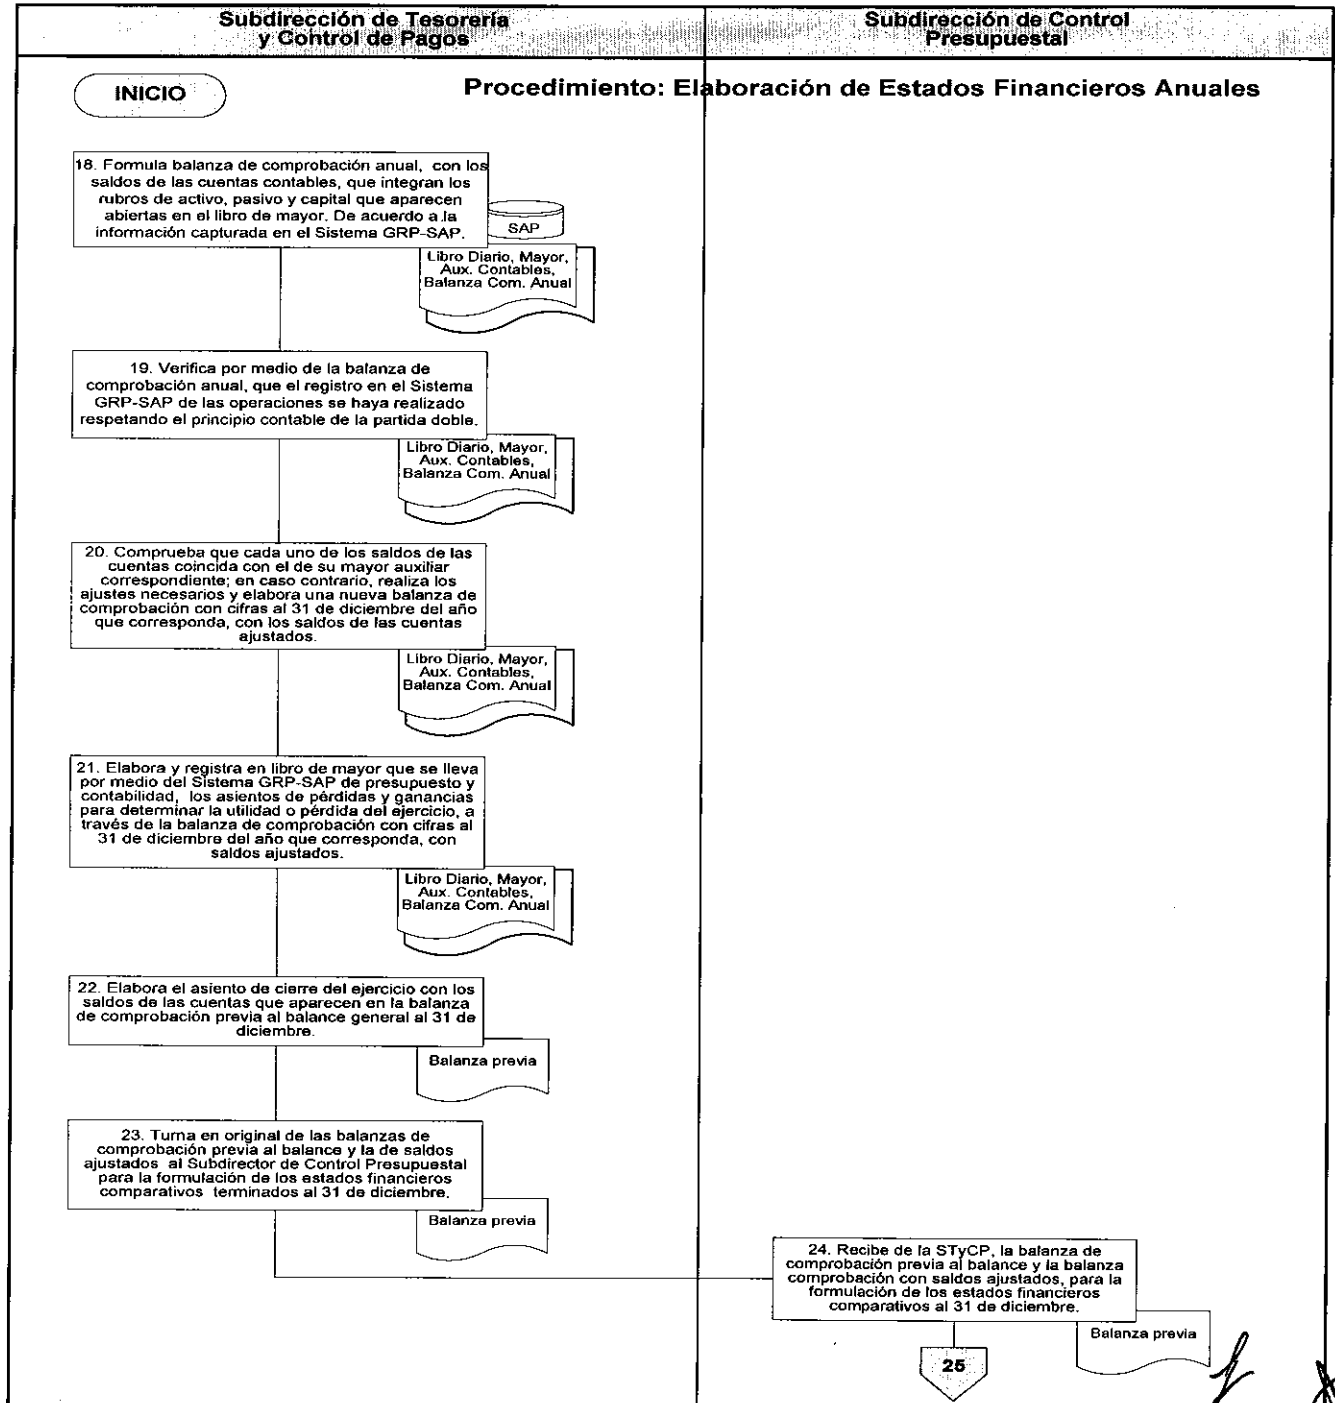 Subdirección de Tesorería
y Control de Pagos
Subdirección de Control
Presupuestal
INICIO
Procedimiento: Elaboración de Estados Financieros Anuales
18. Formula balanza de comprobación anual, con los
saldos de las cuentas contables, que integran los
rubros de activo, pasivo y capital que aparecen
abiertas en el libro de mayor. De acuerdo a la
información capturada en el Sistema GRP-SAP.
SAP
Libro Diario, Mayor,
Aux. Contables,
Balanza Com. Anual
19. Verifica por medio de la balanza de
comprobación anual, que el registro en el Sistema
GRP-SAP de las operaciones se haya realizado
respetando el principio contable de la partida doble.
Libro Diario, Mayor,
Aux. Contables,
Balanza Com. Anual
20. Comprueba que cada uno de los saldos de las
cuentas coincida con el de su mayor auxiliar
correspondiente; en caso contrario, realiza los
ajustes necesarios y elabora una nueva balanza de
comprobación con cifras al 31 de diciembre del año
que corresponda, con los saldos de las cuentas
ajustados.
Libro Diario, Mayor,
Aux. Contables,
Balanza Com. Anual
21. Elabora y registra en libro de mayor que se lleva
por medio del Sistema GRP-SAP de presupuesto y
contabilidad, los asientos de pérdidas y ganancias
para determinar la utilidad o pérdida del ejercicio, a
través de la balanza de comprobación con cifras al
31 de diciembre del año que corresponda, con
saldos ajustados.
Libro Diario, Mayor,
Aux. Contables,
Balanza Com. Anual
22. Elabora el asiento de cierre del ejercicio con los
saldos de las cuentas que aparecen en la balanza
de comprobación previa al balance general al 31 de
diciembre.
Balanza previa
23. Turna en original de las balanzas de
comprobación previa al balance y la de saldos
ajustados al Subdirector de Control Presupuestal
para la formulación de los estados financieros
comparativos terminados al 31 de diciembre.
Balanza previa
24. Recibe de la STyCP, la balanza de
comprobación previa al balance y la balanza
comprobación con saldos ajustados, para la
formulación de los estados financieros
comparativos al 31 de diciembre.
Balanza previa
25